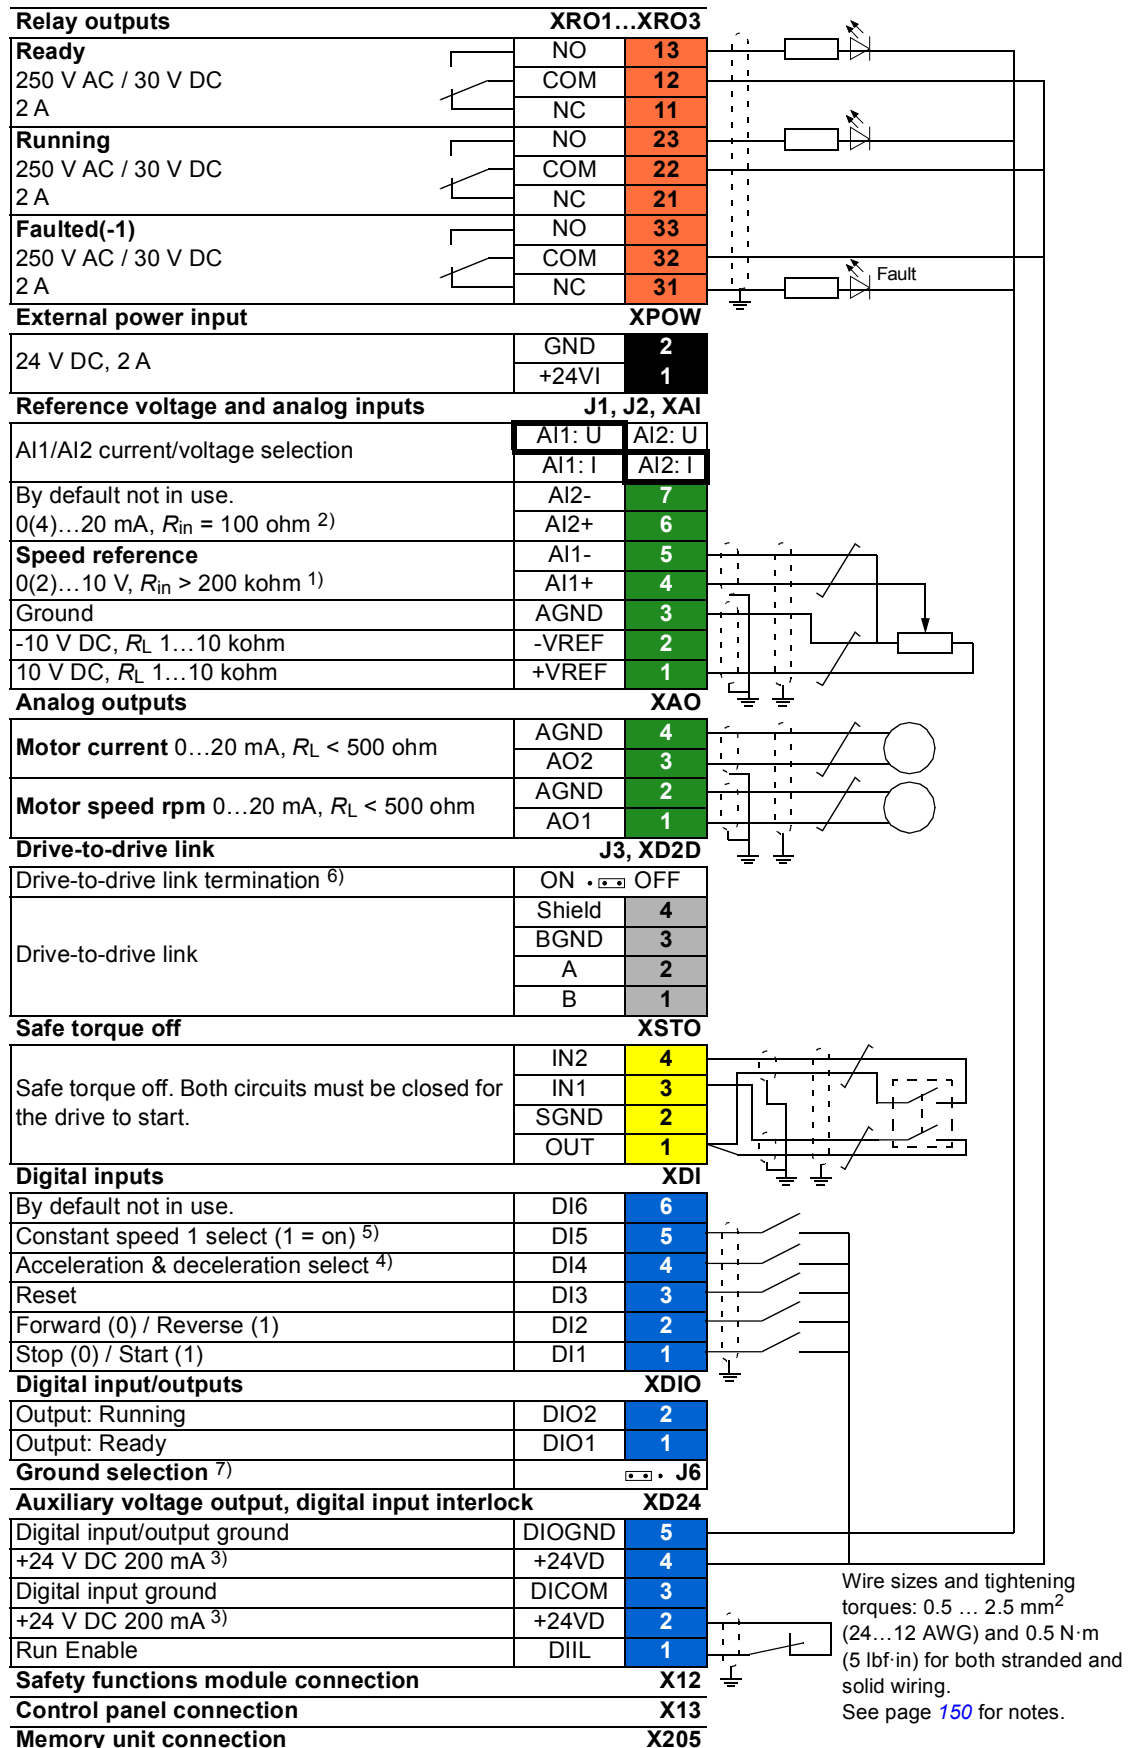 Relay outputs XRO1…XRO3
Ready NO 13
250 V AC / 30 V DC COM 12
2 A NC 11
Running NO 23
250 V AC / 30 V DC COM 22
2 A NC 21
Faulted(-1) NO 33
250 V AC / 30 V DC COM 32
2 A NC 31
Fault
External power input XPOW
24 V DC, 2 A
GND 2
+24VI 1
Reference voltage and analog inputs J1, J2, XAI
AI1/AI2 current/voltage selection
AI1: U AI2: U
AI1: I AI2: I
By default not in use. AI2- 7
0(4)…20 mA, Rin = 100 ohm 2) AI2+ 6
Speed reference AI1- 5
0(2)…10 V, Rin > 200 kohm 1) AI1+ 4
Ground AGND 3
-10 V DC, RL 1…10 kohm -VREF 2
10 V DC, RL 1…10 kohm +VREF 1
Analog outputs XAO
Motor current 0…20 mA, RL < 500 ohm
AGND 4
AO2 3
Motor speed rpm 0…20 mA, RL < 500 ohm
AGND 2
AO1 1
Drive-to-drive link J3, XD2D
Drive-to-drive link termination 6) ON OFF
Drive-to-drive link
Shield 4
BGND 3
A 2
B 1
Safe torque off XSTO
Safe torque off. Both circuits must be closed for
the drive to start.
IN2 4
IN1 3
SGND 2
OUT 1
Digital inputs XDI
By default not in use. DI6 6
Constant speed 1 select (1 = on) 5) DI5 5
Acceleration & deceleration select 4) DI4 4
Reset DI3 3
Forward (0) / Reverse (1) DI2 2
Stop (0) / Start (1) DI1 1
Digital input/outputs XDIO
Output: Running DIO2 2
Output: Ready DIO1 1
Ground selection 7) J6
Auxiliary voltage output, digital input interlock XD24
Digital input/output ground DIOGND 5
+24 V DC 200 mA 3) +24VD 4
Digital input ground DICOM 3
+24 V DC 200 mA 3) +24VD 2
Run Enable DIIL 1
Safety functions module connection X12
Control panel connection X13
Memory unit connection X205
Wire sizes and tightening
torques: 0.5 … 2.5 mm2
(24…12 AWG) and 0.5 N·m
(5 lbf·in) for both stranded and
solid wiring.
See page 150 for notes.